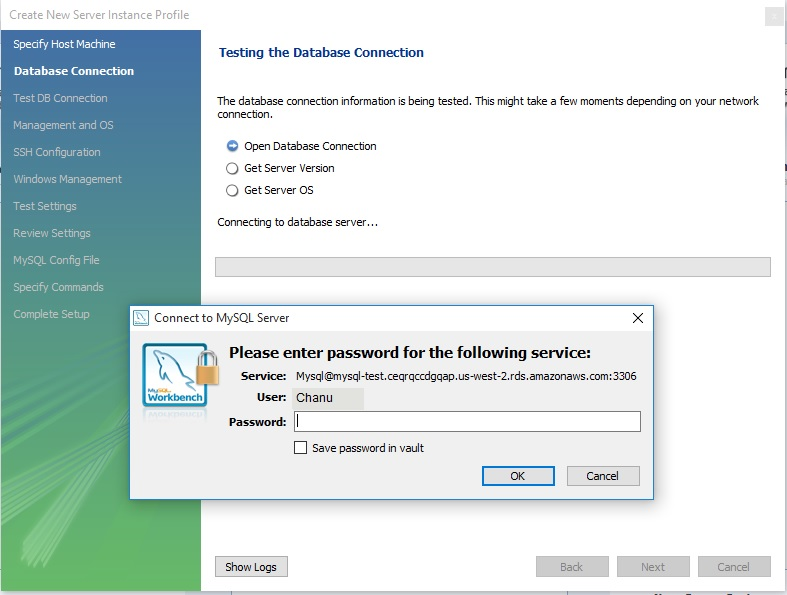 Create New Server Instance Profile
Specify Host Machine
Database Connection
Test DB Connection
Management and OS
SSH Configuration
Windows Management
Test Settings
Review Settings
MySQL Config File
Specify Commands
Complete Setup
Testing the Database Connection
The database connection information is being tested. This might take a few moments depending on your network
connection.
Open Database Connection
Get Server Version
Get Server OS
Connecting to database server...
Connect to MySQL Server
MySQL
Workbench
Please enter password for the following service:
Service: Mysql@mysql-test.ceqrqccdgqap.us-west-2.rds.amazonaws.com:3306
User: Chanu
Password:
Save password in vault
OK
Cancel
Show Logs
Back
Next
Cancel